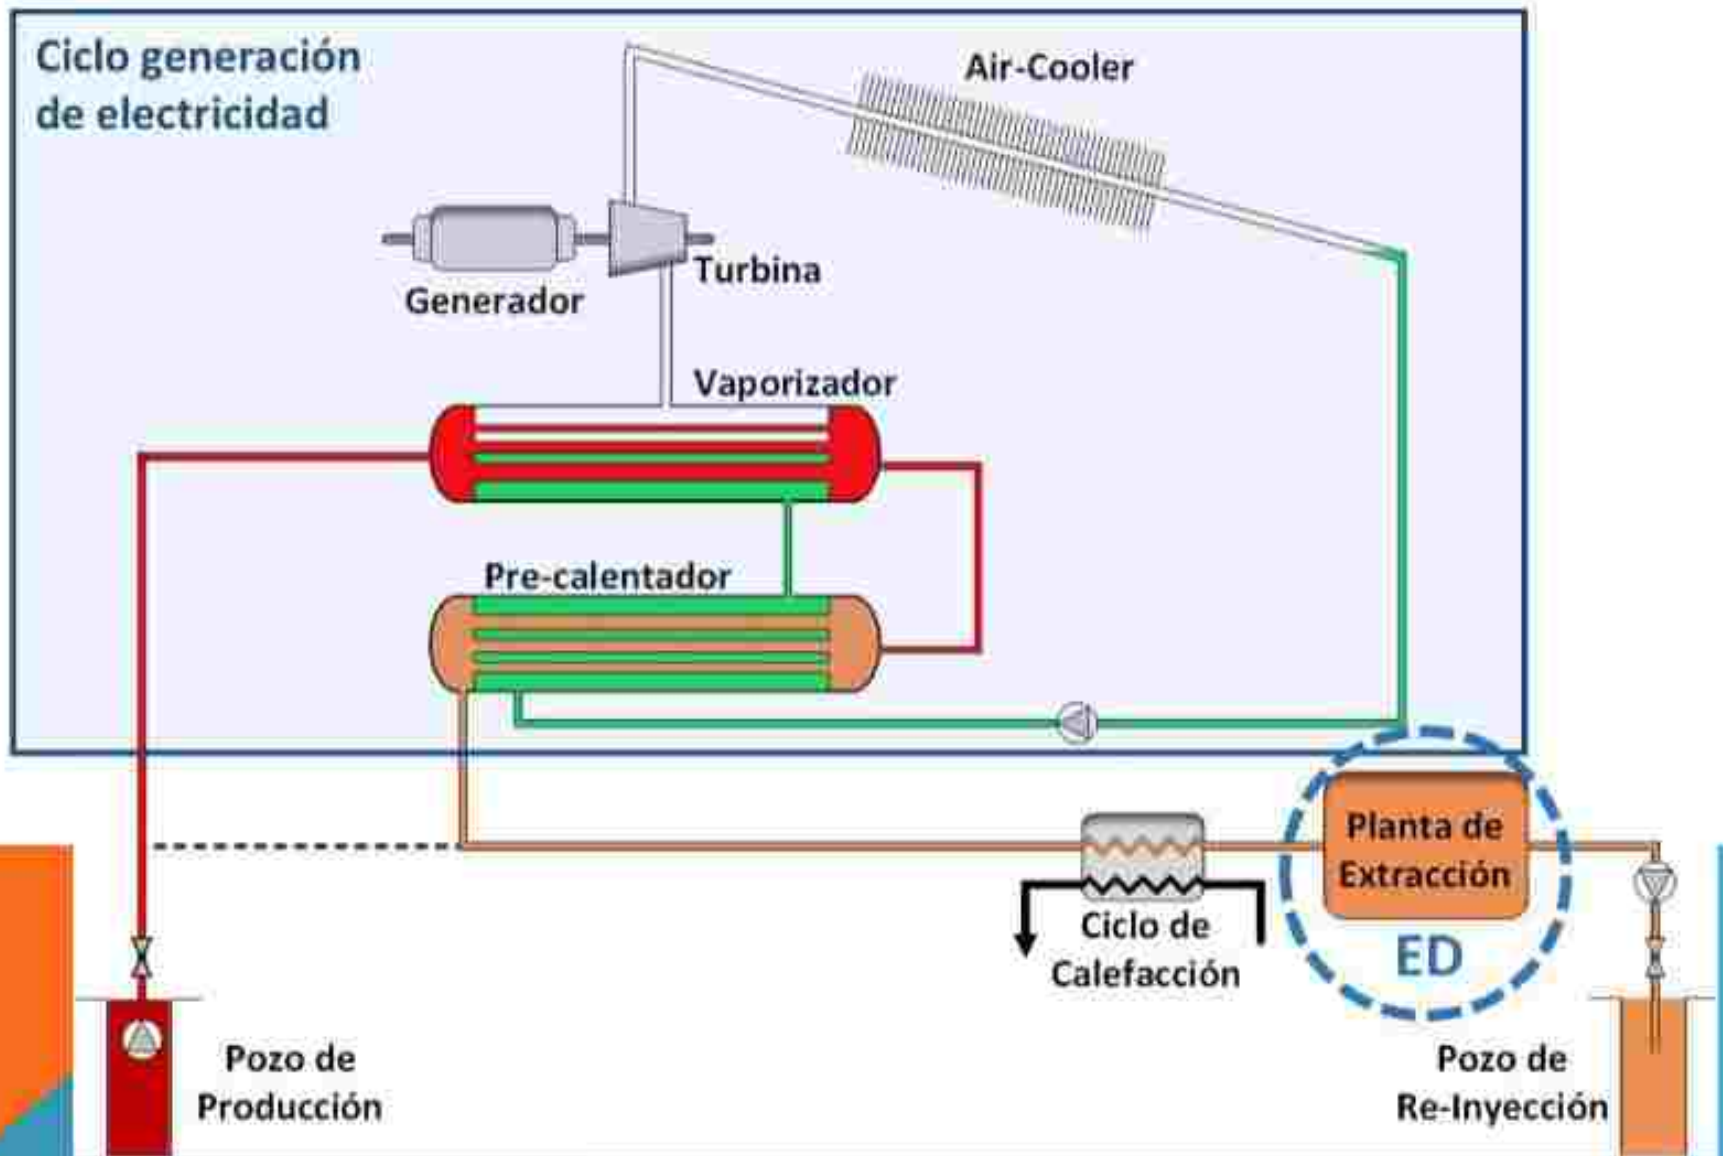 Ciclo generación
de electricidad
Air-Cooler
Turbina
Generador
Vaporizador
Pre-calentador
Planta de
Extracción
ED
Ciclo de
Calefacción
Pozo de
Producción
Pozo de
Re-Inyección